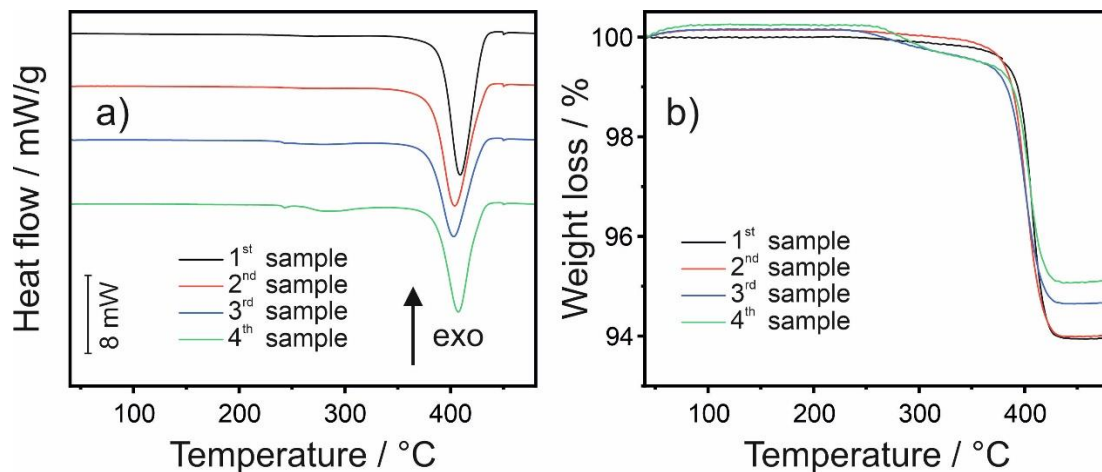 a)
Heat flow / mW/g
8 mW
1st sample
2nd sample
3rd sample
4th sample
exo
100
200
300
400
Temperature / °C
b)
Weight loss / %
100
98
96
94
1st sample
2nd sample
3rd sample
4th sample
100
200
300
400
Temperature / °C